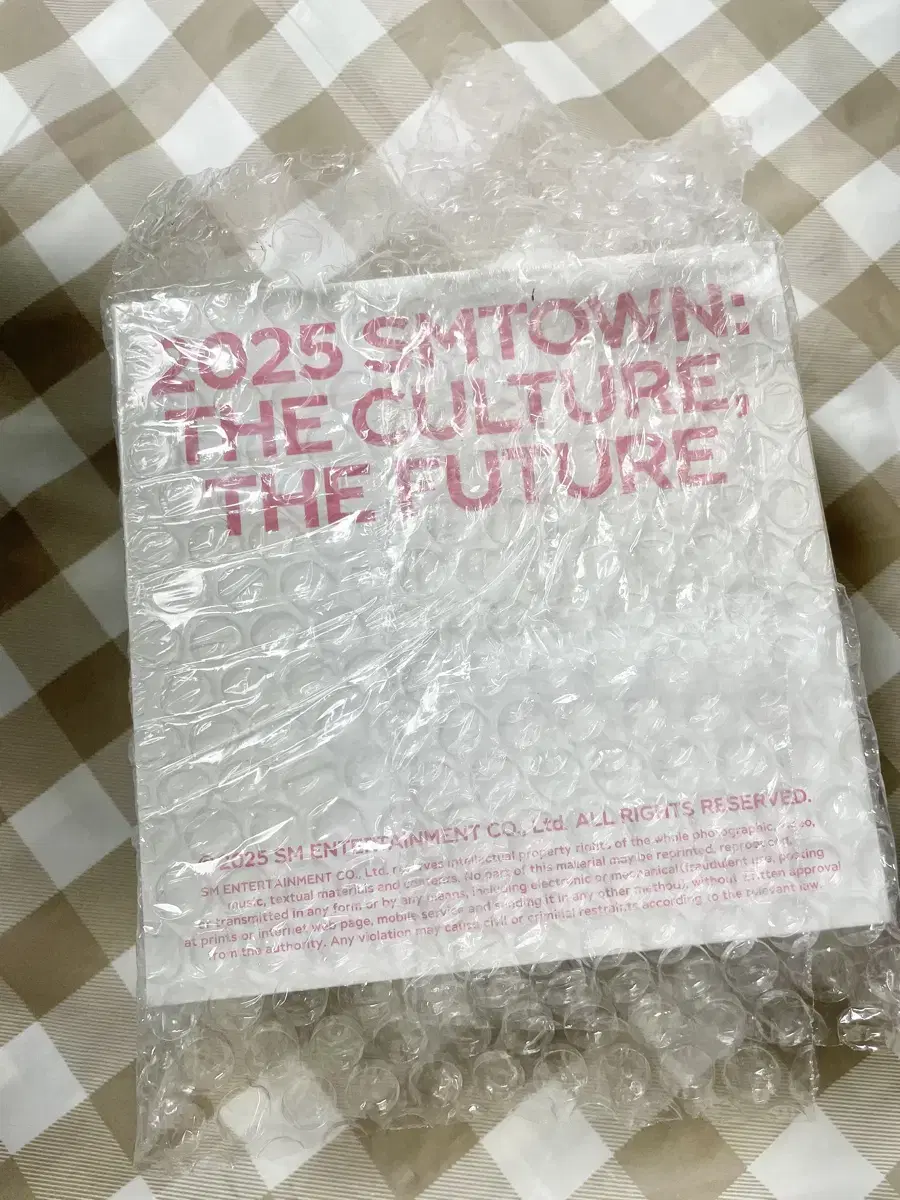 2025 SMTOWN:
THE CULTURE,
THE FUTURE
© 2025 SM ENTERTAINMENT CO., Ltd. ALL RIGHTS RESERVED.
SM ENTERTAINMENT CO., Ltd. reserves intellectual property rights of the whole photographic, video,
music, textual materials and contents. No part of this material may be reprinted, reproduced,
or transmitted in any form or by any means, including electronic or mechanical fraudulent use, posting
at prints or internet web page, mobile service and sending it in any other method, without written approval
from the authority. Any violation may cause civil or criminal restraints according to the relevant law.